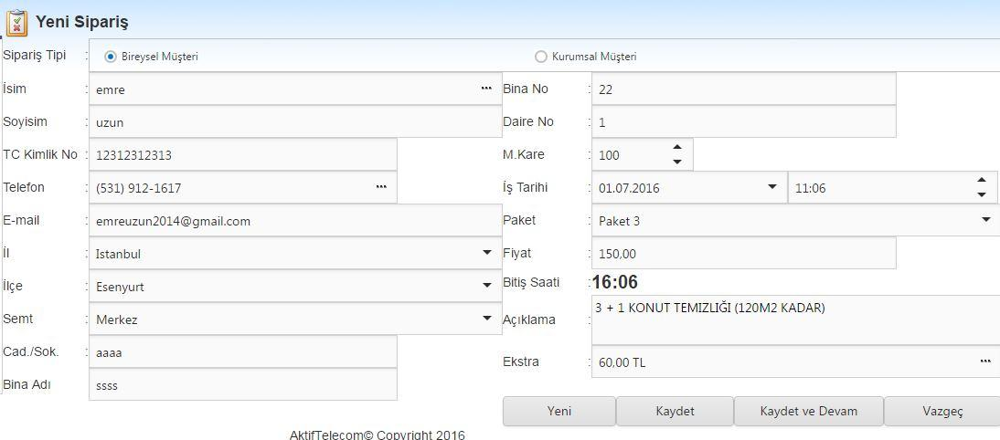 Yeni Sipariş
Sipariş Tipi : Bireysel Müşteri Kurumsal Müşteri
İsim : emre ...
Soyisim : uzun
TC Kimlik No : 12312312313
Telefon : (531) 912-1617 ...
E-mail : emreuzun2014@gmail.com
İl : Istanbul
İlçe : Esenyurt
Semt : Merkez
Cad./Sok. : aaaa
Bina Adı : ssss
Bina No : 22
Daire No : 1
M.Kare : 100
İş Tarihi : 01.07.2016 11:06
Paket : Paket 3
Fiyat : 150,00
Bitiş Saati :16:06
Açıklama : 3 + 1 KONUT TEMIZLIĞI (120M2 KADAR)
Ekstra : 60,00 TL ...
Yeni Kaydet Kaydet ve Devam Vazgeç
AktifTelecom© Copyright 2016